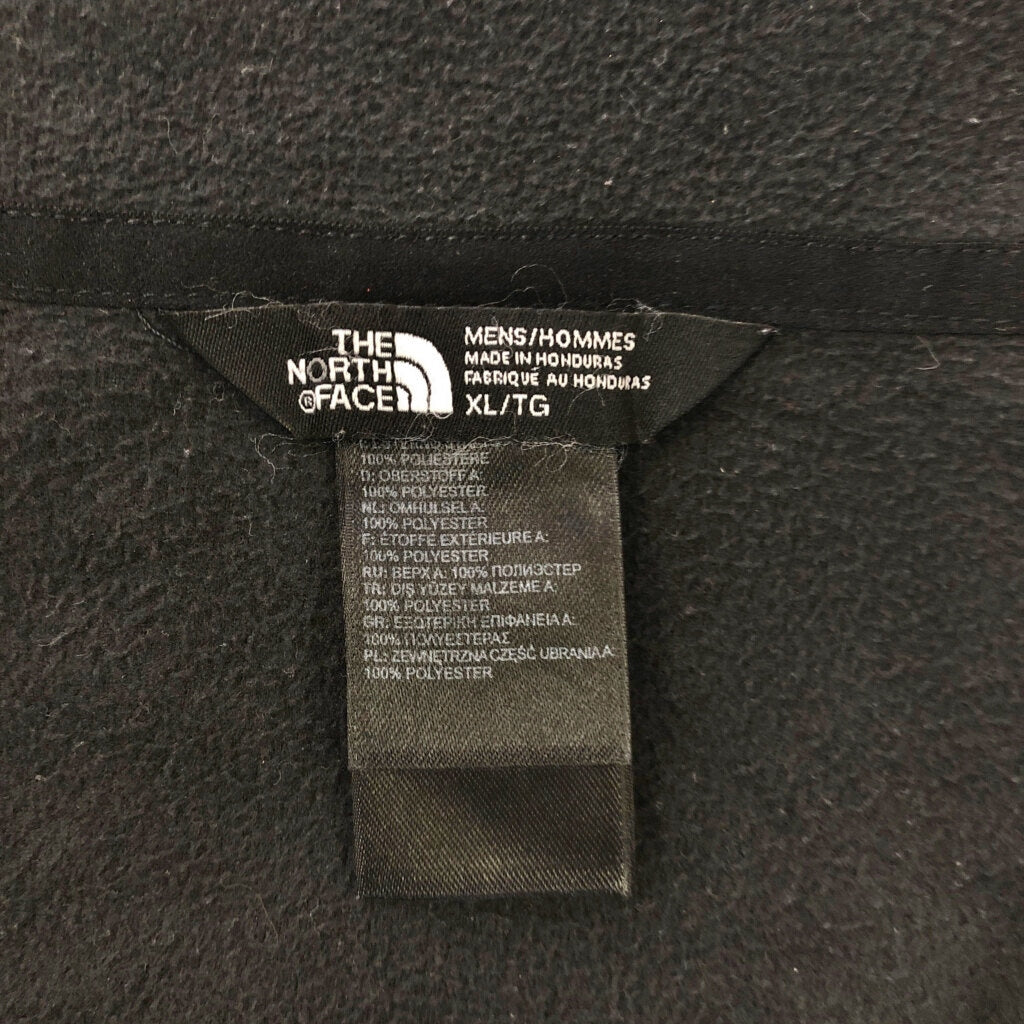 THE
NORTH
®FACE
MENS/HOMMES
MADE IN HONDURAS
FABRIQUÉ AU HONDURAS
XL/TG
100% POLIÉSTERE
D: OBERSTOFF A:
100% POLYESTER
NL: OMHULSEL A:
100% POLYESTER
F: ÉTOFFE EXTÉRIEURE A:
100% POLYESTER
RU: ВЕРХ A: 100% ПОЛИЭСТЕР
TR: DIŞ YÜZEY MALZEME A:
100% POLYESTER
GR: ΕΞΩΤΕΡΙΚΗ ΕΠΙΦΑΝΕΙΑ A:
100% ΠΟΛΥΕΣΤΕΡΑΣ
PL: ZEWNĘTRZNA CZĘŚĆ UBRANIA A:
100% POLYESTER